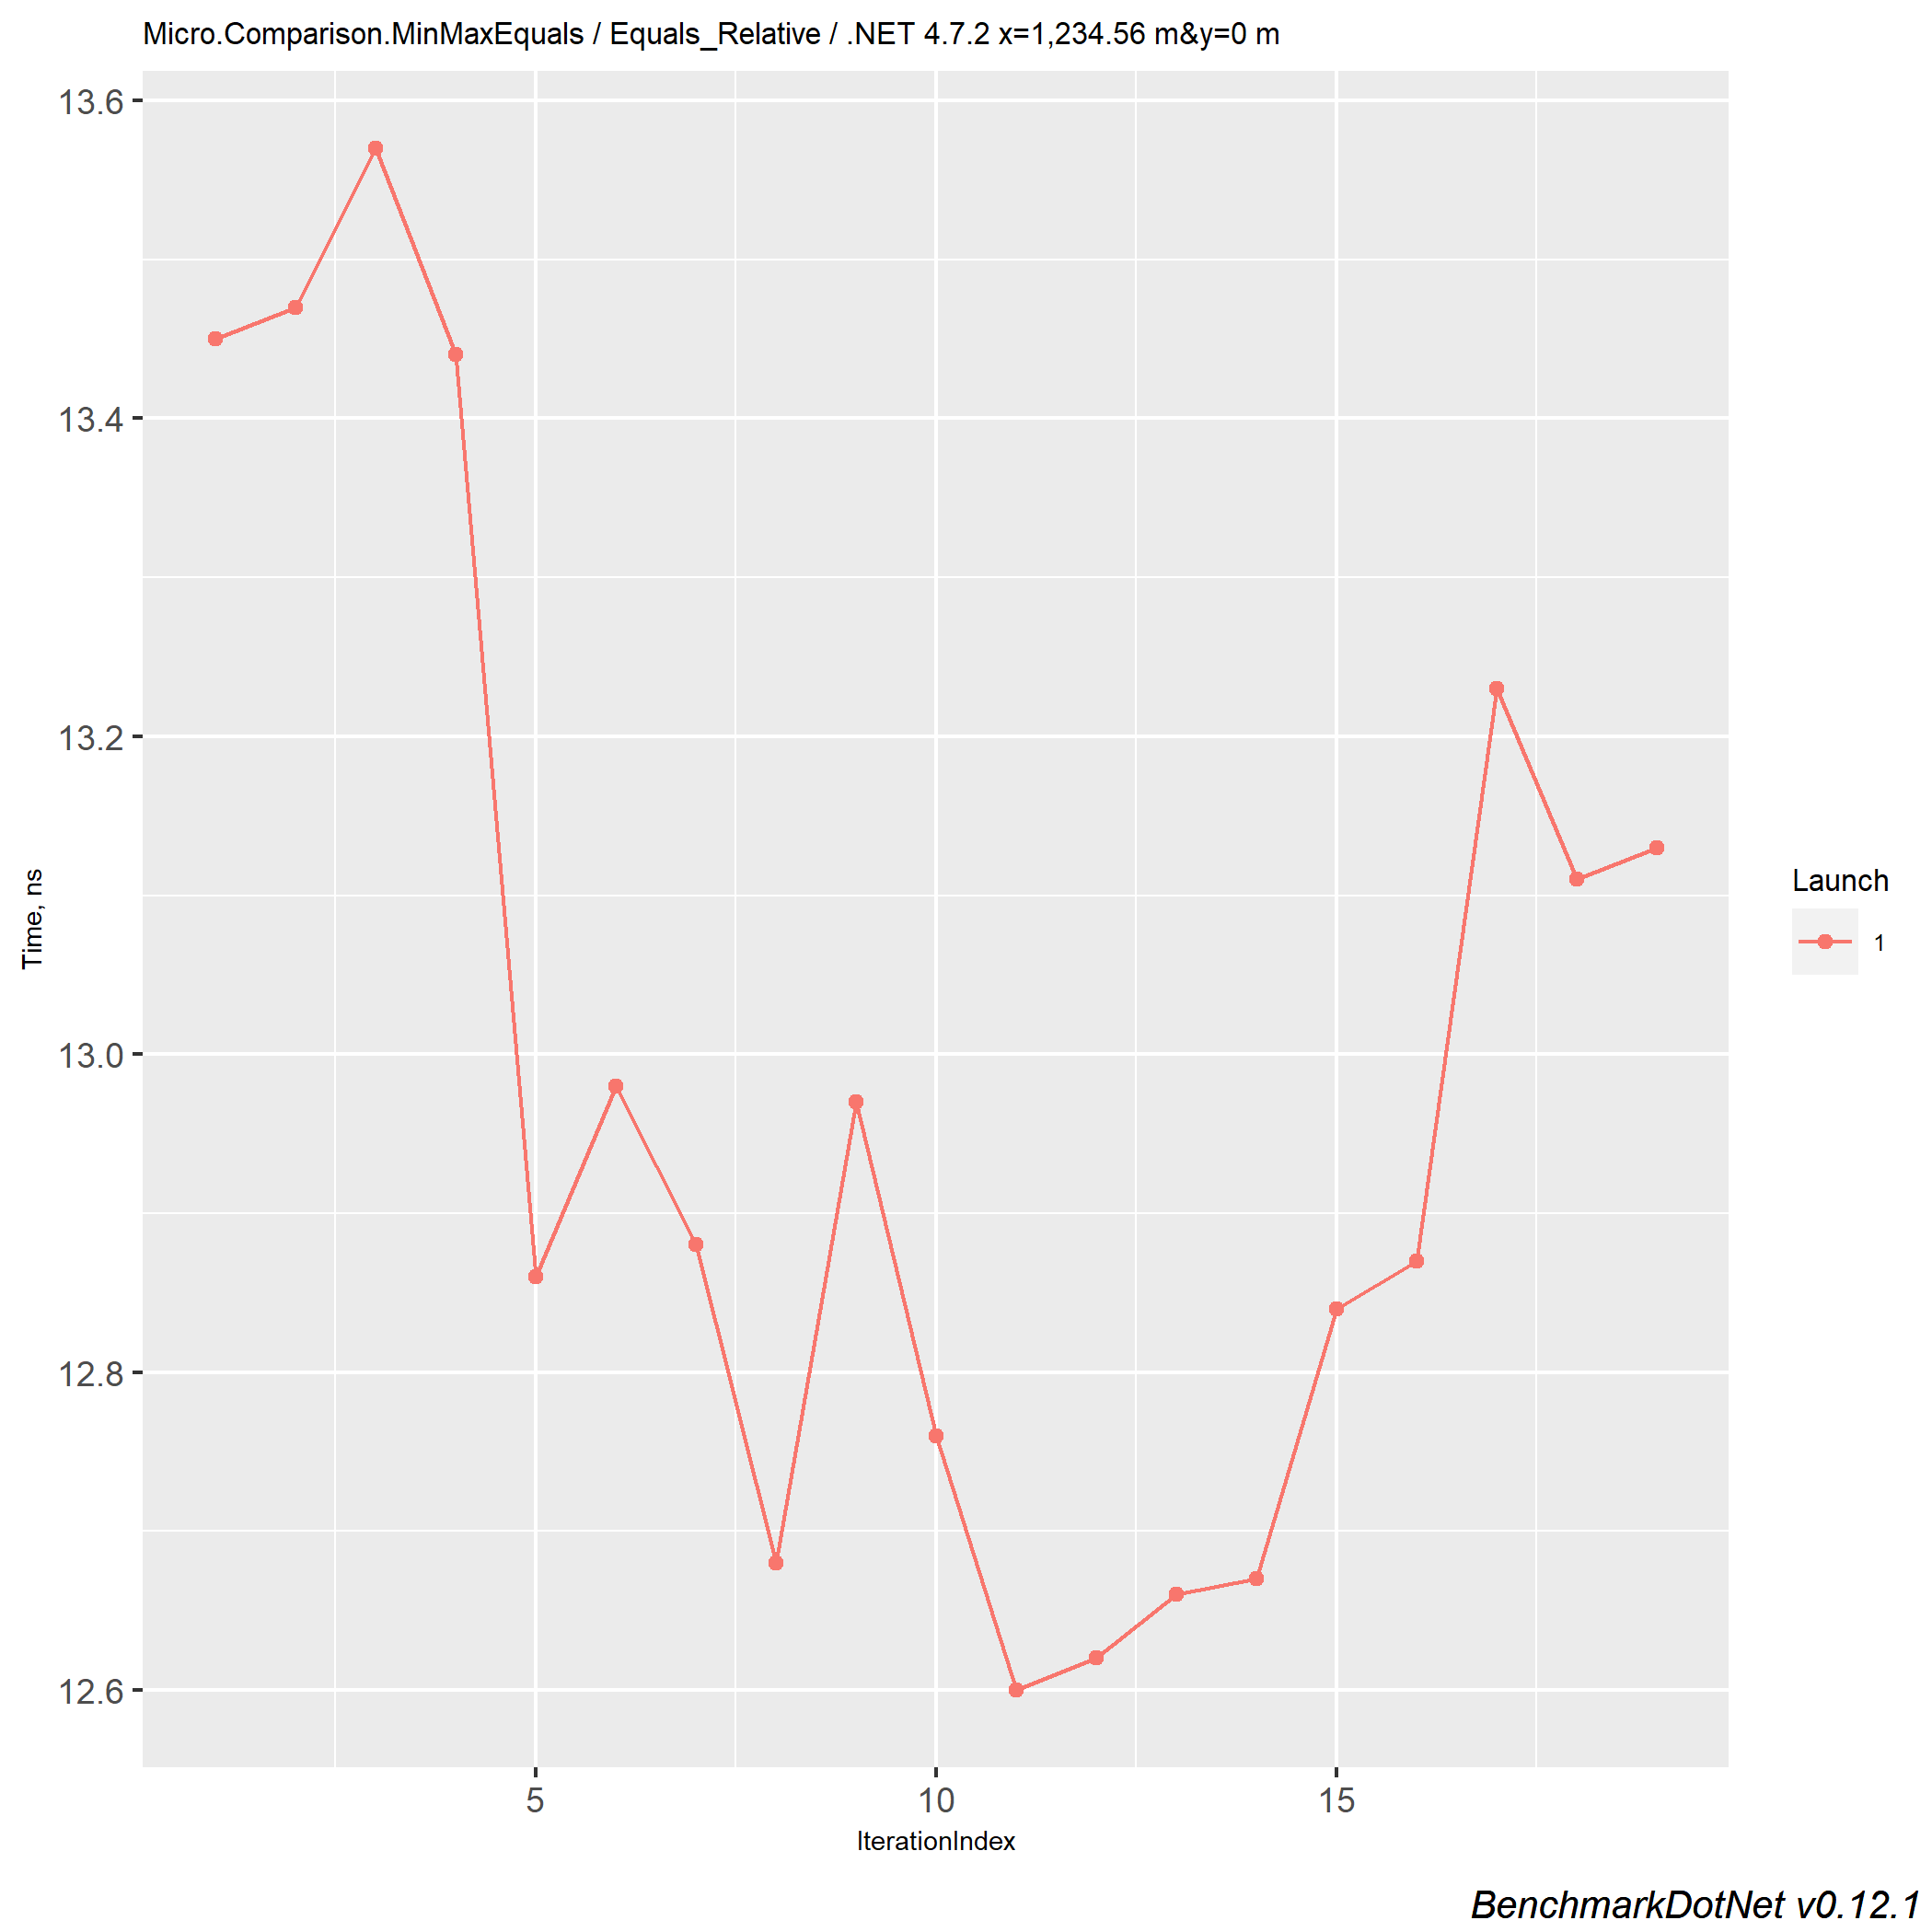 Micro.Comparison.MinMaxEquals / Equals_Relative / .NET 4.7.2 x=1,234.56 m&y=0 m
13.6
13.4
13.2
13.0
12.8
12.6
Time, ns
5 10 15
IterationIndex
Launch
1
BenchmarkDotNet v0.12.1